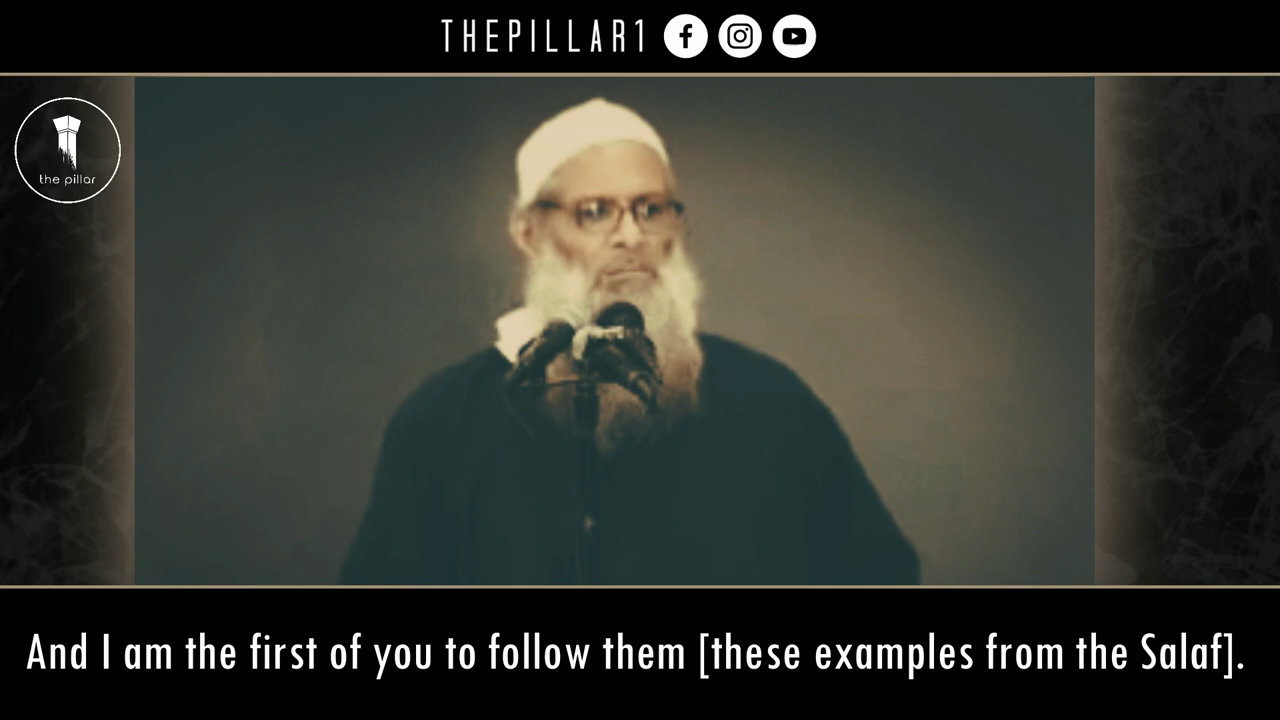 THEPILLAR1
the pillar
And I am the first of you to follow them [these examples from the Salaf].